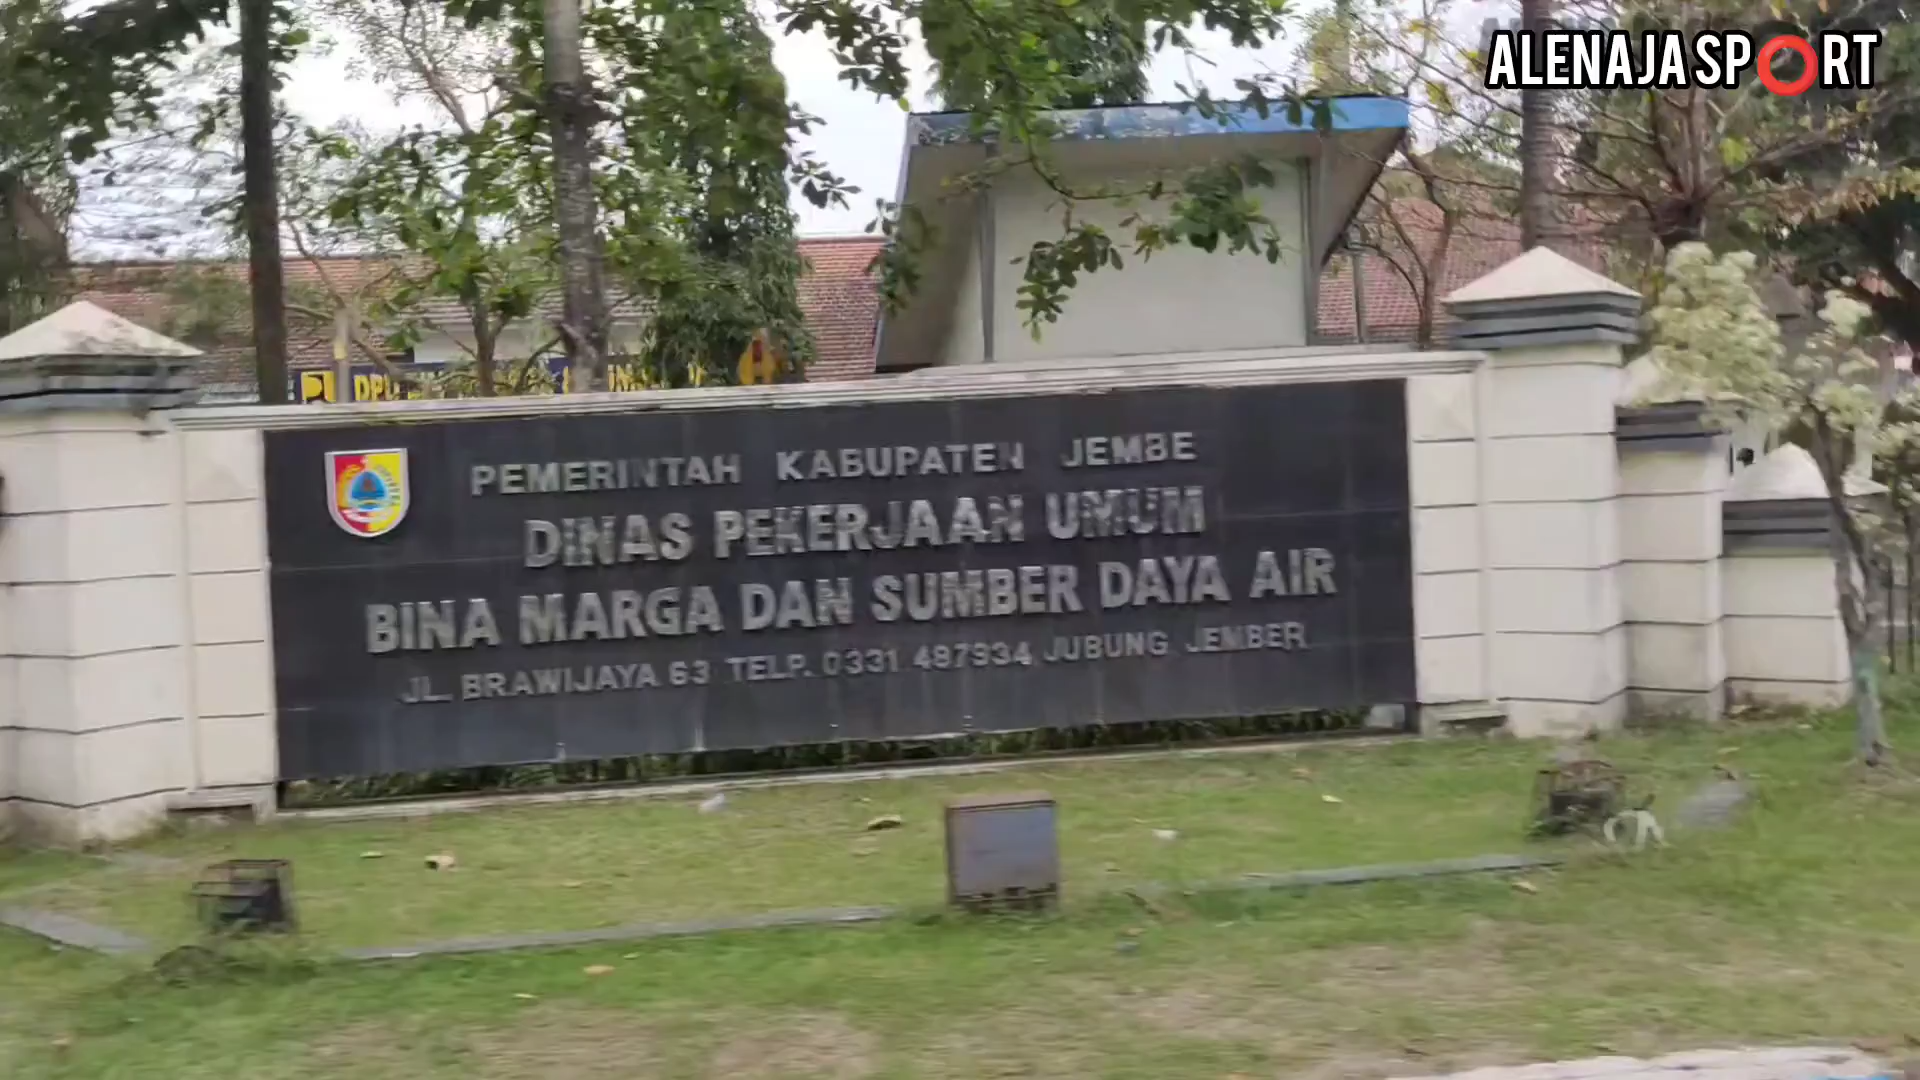 ALENAJASPORT
PEMERINTAH KABUPATEN JEMBE
DINAS PEKERJAAN UMUM
BINA MARGA DAN SUMBER DAYA AIR
JL. BRAWIJAYA 63 TELP. 0331 487934 JUBUNG JEMBER